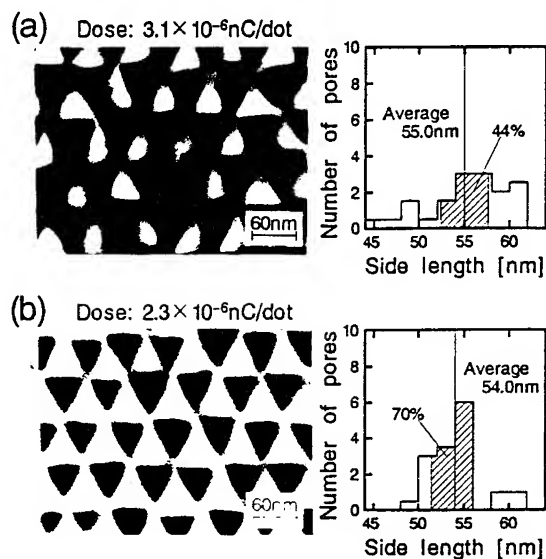 (a)
Dose: 3.1×10⁻⁶nC/dot
60nm
Number of pores
10
8
6
4
2
0
Average
55.0nm
44%
45 50 55 60
Side length [nm]
(b)
Dose: 2.3×10⁻⁶nC/dot
60nm
Number of pores
10
8
6
4
2
0
Average
54.0nm
70%
45 50 55 60
Side length [nm]